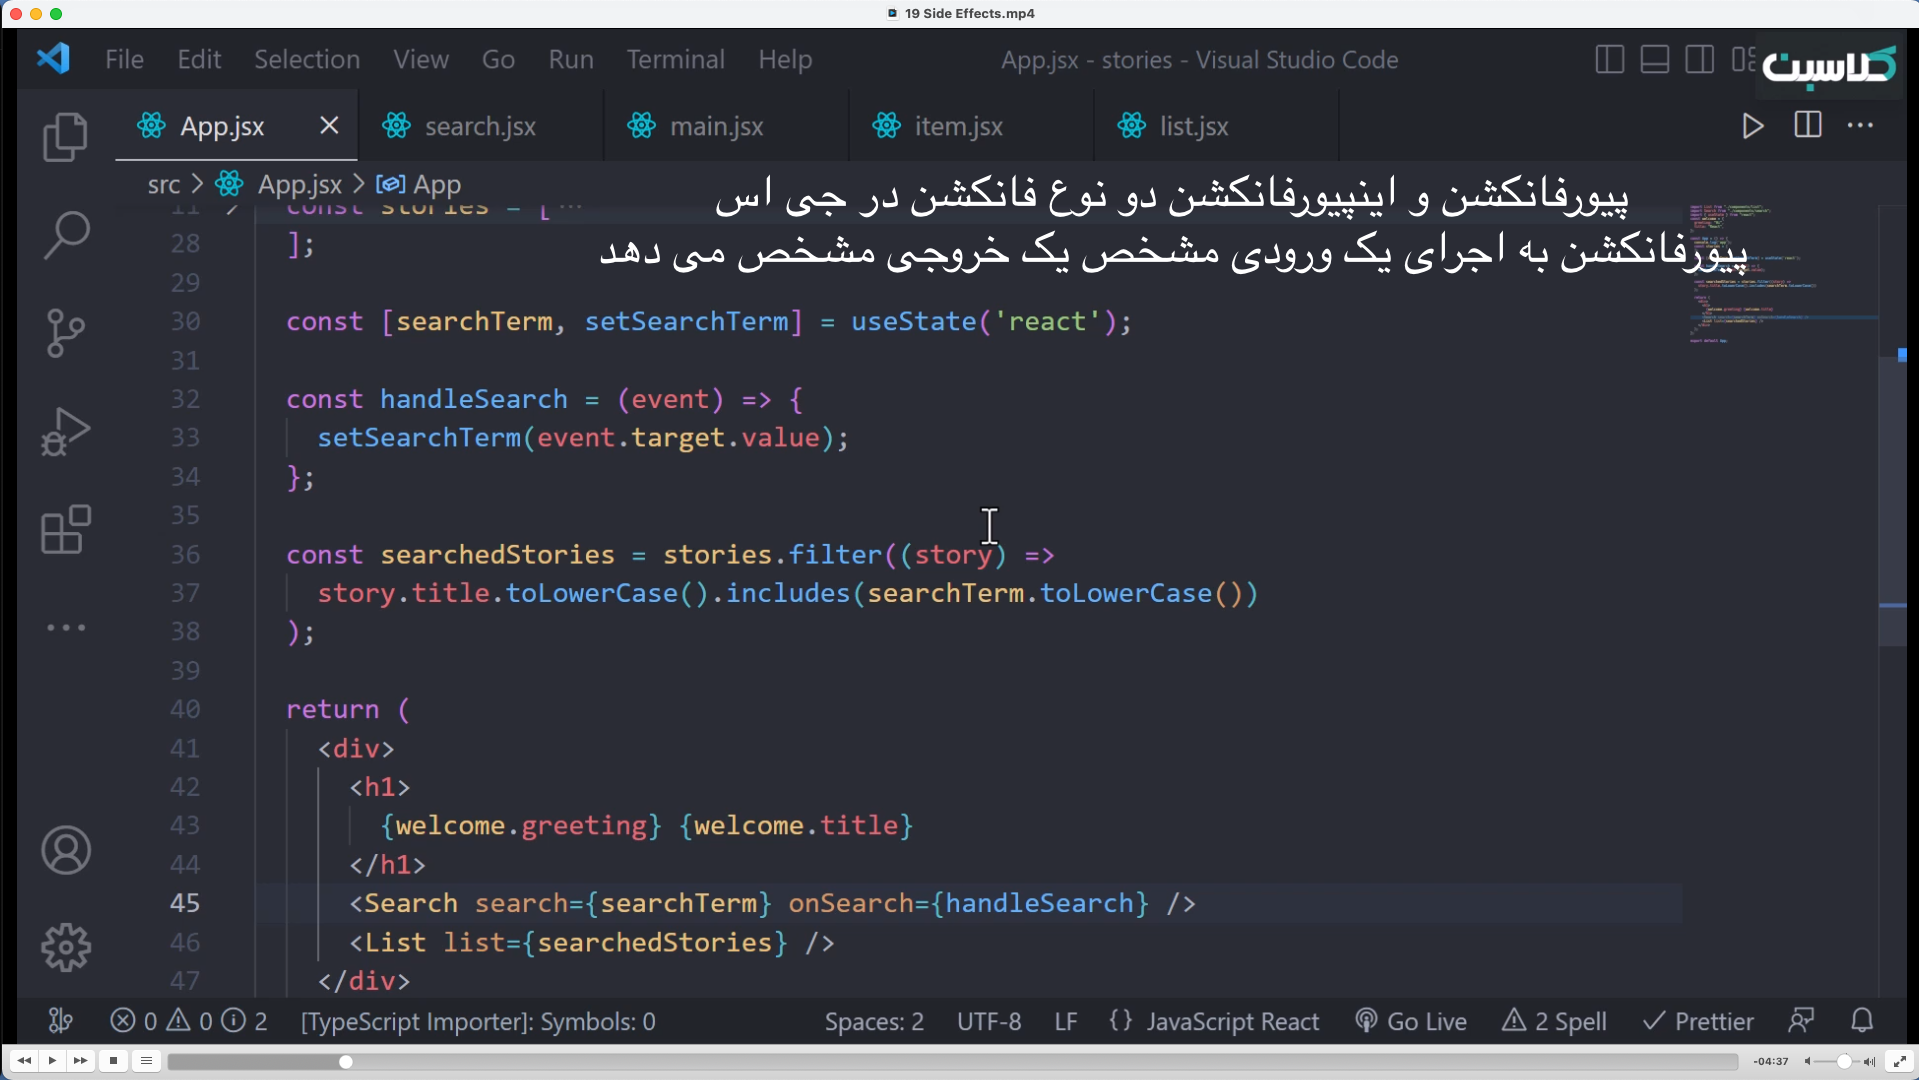 19 Side Effects.mp4
File Edit Selection View Go Run Terminal Help App.jsx - stories - Visual Studio Code
کلاسبت
App.jsx search.jsx main.jsx item.jsx list.jsx
src > App.jsx > App
پیورفانکشن و اینپیورفانکشن دو نوع فانکشن در جی اس
پیورفانکشن به اجرای یک ورودی مشخص یک خروجی مشخص می دهد
11 const stories = [ ...
28 ];
29
30 const [searchTerm, setSearchTerm] = useState('react');
31
32 const handleSearch = (event) => {
33 setSearchTerm(event.target.value);
34 };
35
36 const searchedStories = stories.filter((story) =>
37 story.title.toLowerCase().includes(searchTerm.toLowerCase())
38 );
39
40 return (
41 <div>
42 <h1>
43 {welcome.greeting} {welcome.title}
44 </h1>
45 <Search search={searchTerm} onSearch={handleSearch} />
46 <List list={searchedStories} />
47 </div>
0 0 2 [TypeScript Importer]: Symbols: 0 Spaces: 2 UTF-8 LF {} JavaScript React Go Live 2 Spell Prettier
-04:37